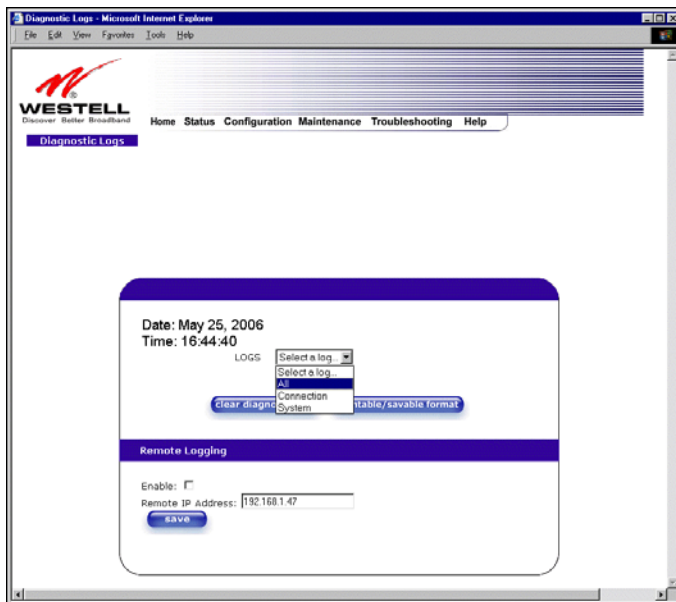 Diagnostic Logs - Microsoft Internet Explorer
File Edit View Favorites Tools Help
WESTELL
Discover Better Broadband
Home Status Configuration Maintenance Troubleshooting Help
Diagnostic Logs
Date: May 25, 2006
Time: 16:44:40
LOGS Select a log...
Select a log...
All
Connection
System
clear diagno
table/savable format
Remote Logging
Enable:
Remote IP Address: 192.168.1.47
save